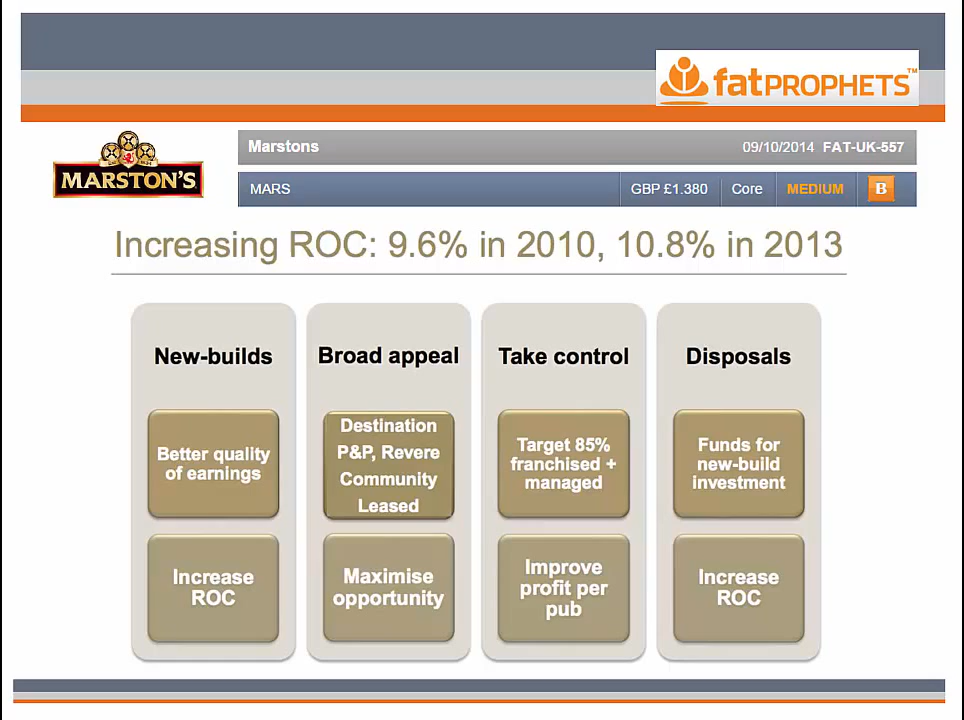 fatPROPHETS™
MARSTON'S
Marstons 09/10/2014 FAT-UK-557
MARS GBP £1.380 Core MEDIUM B
Increasing ROC: 9.6% in 2010, 10.8% in 2013
New-builds
Better quality
of earnings
Increase
ROC
Broad appeal
Destination
P&P, Revere
Community
Leased
Maximise
opportunity
Take control
Target 85%
franchised +
managed
Improve
profit per
pub
Disposals
Funds for
new-build
investment
Increase
ROC